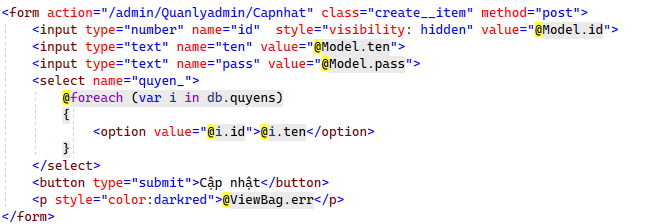 <form action="/admin/Quanlyadmin/Capnhat" class="create__item" method="post">
    <input type="number" name="id"  style="visibility: hidden" value="@Model.id">
    <input type="text" name="ten" value="@Model.ten">
    <input type="text" name="pass" value="@Model.pass">
    <select name="quyen_">
        @foreach (var i in db.quyens)
        {
            <option value="@i.id">@i.ten</option>
        }
    </select>
    <button type="submit">Cập nhật</button>
    <p style="color:darkred">@ViewBag.err</p>
</form>